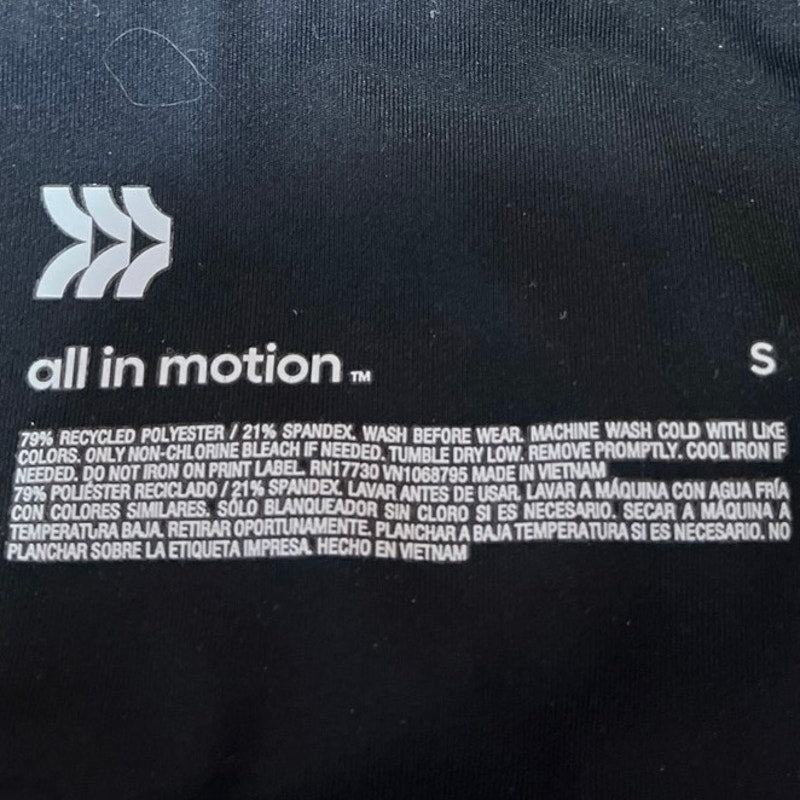 all in motion™
S
79% RECYCLED POLYESTER / 21% SPANDEX. WASH BEFORE WEAR. MACHINE WASH COLD WITH LIKE
COLORS. ONLY NON-CHLORINE BLEACH IF NEEDED. TUMBLE DRY LOW. REMOVE PROMPTLY. COOL IRON IF
NEEDED. DO NOT IRON ON PRINT LABEL. RN17730 VN1068795 MADE IN VIETNAM
79% POLIÉSTER RECICLADO / 21% SPANDEX. LAVAR ANTES DE USAR. LAVAR A MÁQUINA CON AGUA FRÍA
CON COLORES SIMILARES. SÓLO BLANQUEADOR SIN CLORO SI ES NECESARIO. SECAR A MÁQUINA A
TEMPERATURA BAJA. RETIRAR OPORTUNAMENTE. PLANCHAR A BAJA TEMPERATURA SI ES NECESARIO. NO
PLANCHAR SOBRE LA ETIQUETA IMPRESA. HECHO EN VIETNAM